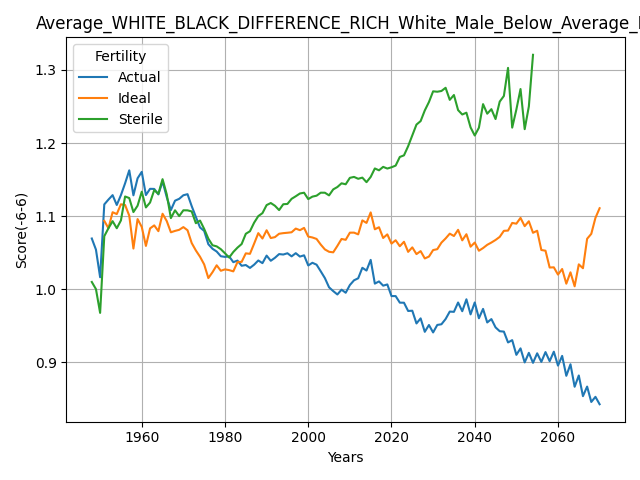 Average_WHITE_BLACK_DIFFERENCE_RICH_White_Male_Below_Average_
Fertility
Actual
Ideal
Sterile
Score(-6-6)
1.3
1.2
1.1
1.0
0.9
1960 1980 2000 2020 2040 2060
Years